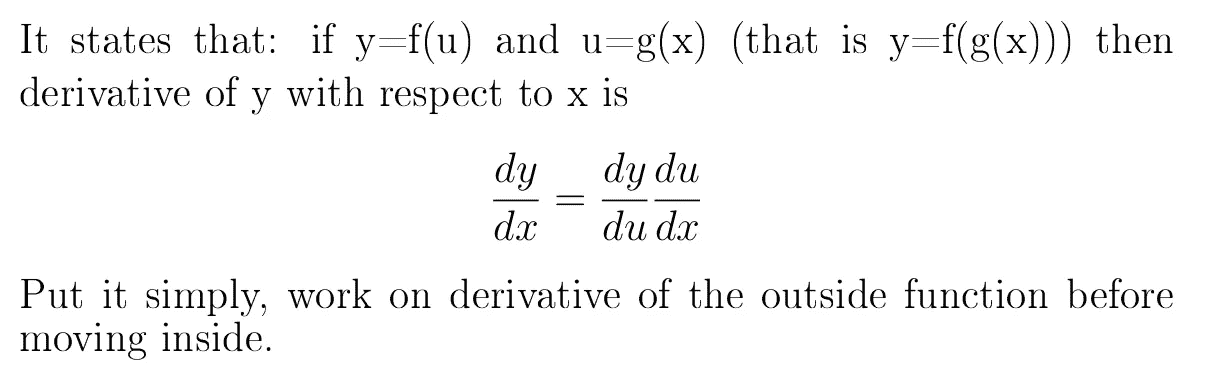 It states that: if y=f(u) and u=g(x) (that is y=f(g(x))) then
derivative of y with respect to x is
dy/dx = dy/du du/dx
Put it simply, work on derivative of the outside function before
moving inside.